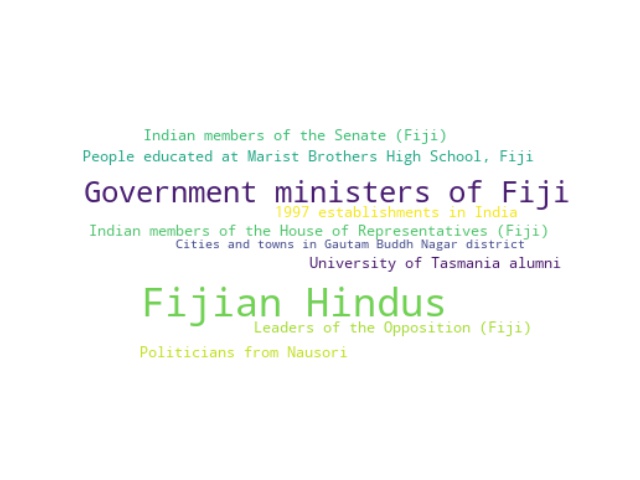 Indian members of the Senate (Fiji)
People educated at Marist Brothers High School, Fiji
Government ministers of Fiji
1997 establishments in India
Indian members of the House of Representatives (Fiji)
Cities and towns in Gautam Buddh Nagar district
University of Tasmania alumni
Fijian Hindus
Leaders of the Opposition (Fiji)
Politicians from Nausori